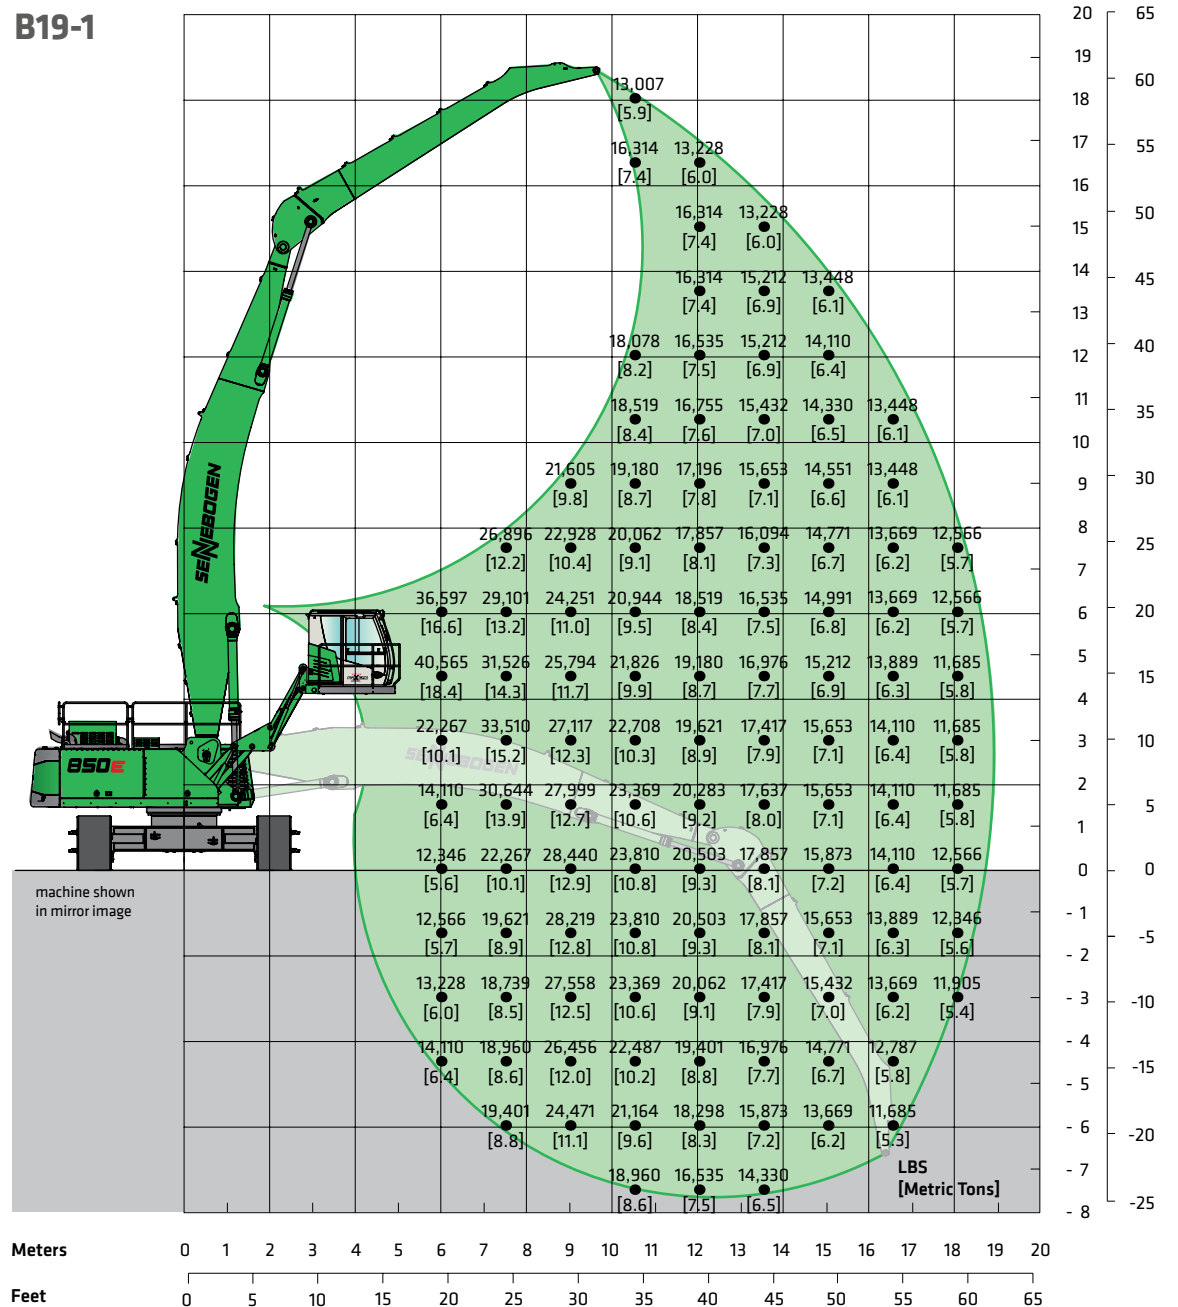 B19-1
20 65
19
60
13,007
18
[5.9]
17 55
16,314 13,228
[7.4] [6.0]
16
50
16,314 13,228
15
[7.4] [6.0]
14 45
16,314 15,212 13,448
[7.4] [6.9] [6.1]
13
40
18,078 16,535 15,212 14,110
12
[8.2] [7.5] [6.9] [6.4]
11 35
18,519 16,755 15,432 14,330 13,448
[8.4] [7.6] [7.0] [6.5] [6.1]
10
30
21,605 19,180 17,196 15,653 14,551 13,448
9
[9.8] [8.7] [7.8] [7.1] [6.6] [6.1]
SENNEBOGEN
8
26,896 22,928 20,062 17,857 16,094 14,771 13,669 12,566
25
[12.2] [10.4] [9.1] [8.1] [7.3] [6.7] [6.2] [5.7]
7
36,597 29,101 24,251 20,944 18,519 16,535 14,991 13,669 12,566
6 20
[16.6] [13.2] [11.0] [9.5] [8.4] [7.5] [6.8] [6.2] [5.7]
5
40,565 31,526 25,794 21,826 19,180 16,976 15,212 13,889 11,685
15
[18.4] [14.3] [11.7] [9.9] [8.7] [7.7] [6.9] [6.3] [5.8]
4
22,267 33,510 27,117 22,708 19,621 17,417 15,653 14,110 11,685
3 10
[10.1] [15.2] [12.3] [10.3] [8.9] [7.9] [7.1] [6.4] [5.8]
SENNEBOGEN
850E
2
14,110 30,644 27,999 23,369 20,283 17,637 15,653 14,110 11,685
5
[6.4] [13.9] [12.7] [10.6] [9.2] [8.0] [7.1] [6.4] [5.8]
1
12,346 22,267 28,440 23,810 20,503 17,857 15,873 14,110 12,566
0 0
[5.6] [10.1] [12.9] [10.8] [9.3] [8.1] [7.2] [6.4] [5.7]
machine shown
in mirror image
- 1
12,566 19,621 28,219 23,810 20,503 17,857 15,653 13,889 12,346
-5
[5.7] [8.9] [12.8] [10.8] [9.3] [8.1] [7.1] [6.3] [5.6]
- 2
13,228 18,739 27,558 23,369 20,062 17,417 15,432 13,669 11,905
- 3 -10
[6.0] [8.5] [12.5] [10.6] [9.1] [7.9] [7.0] [6.2] [5.4]
- 4
14,110 18,960 26,456 22,487 19,401 16,976 14,771 12,787
-15
[6.4] [8.6] [12.0] [10.2] [8.8] [7.7] [6.7] [5.8]
- 5
19,401 24,471 21,164 18,298 15,873 13,669 11,685
- 6 -20
[8.8] [11.1] [9.6] [8.3] [7.2] [6.2] [5.3]
LBS
- 7
18,960 16,535 14,330
[Metric Tons]
[8.6] [7.5] [6.5]
-25
- 8
Meters 0 1 2 3 4 5 6 7 8 9 10 11 12 13 14 15 16 17 18 19 20
Feet 0 5 10 15 20 25 30 35 40 45 50 55 60 65